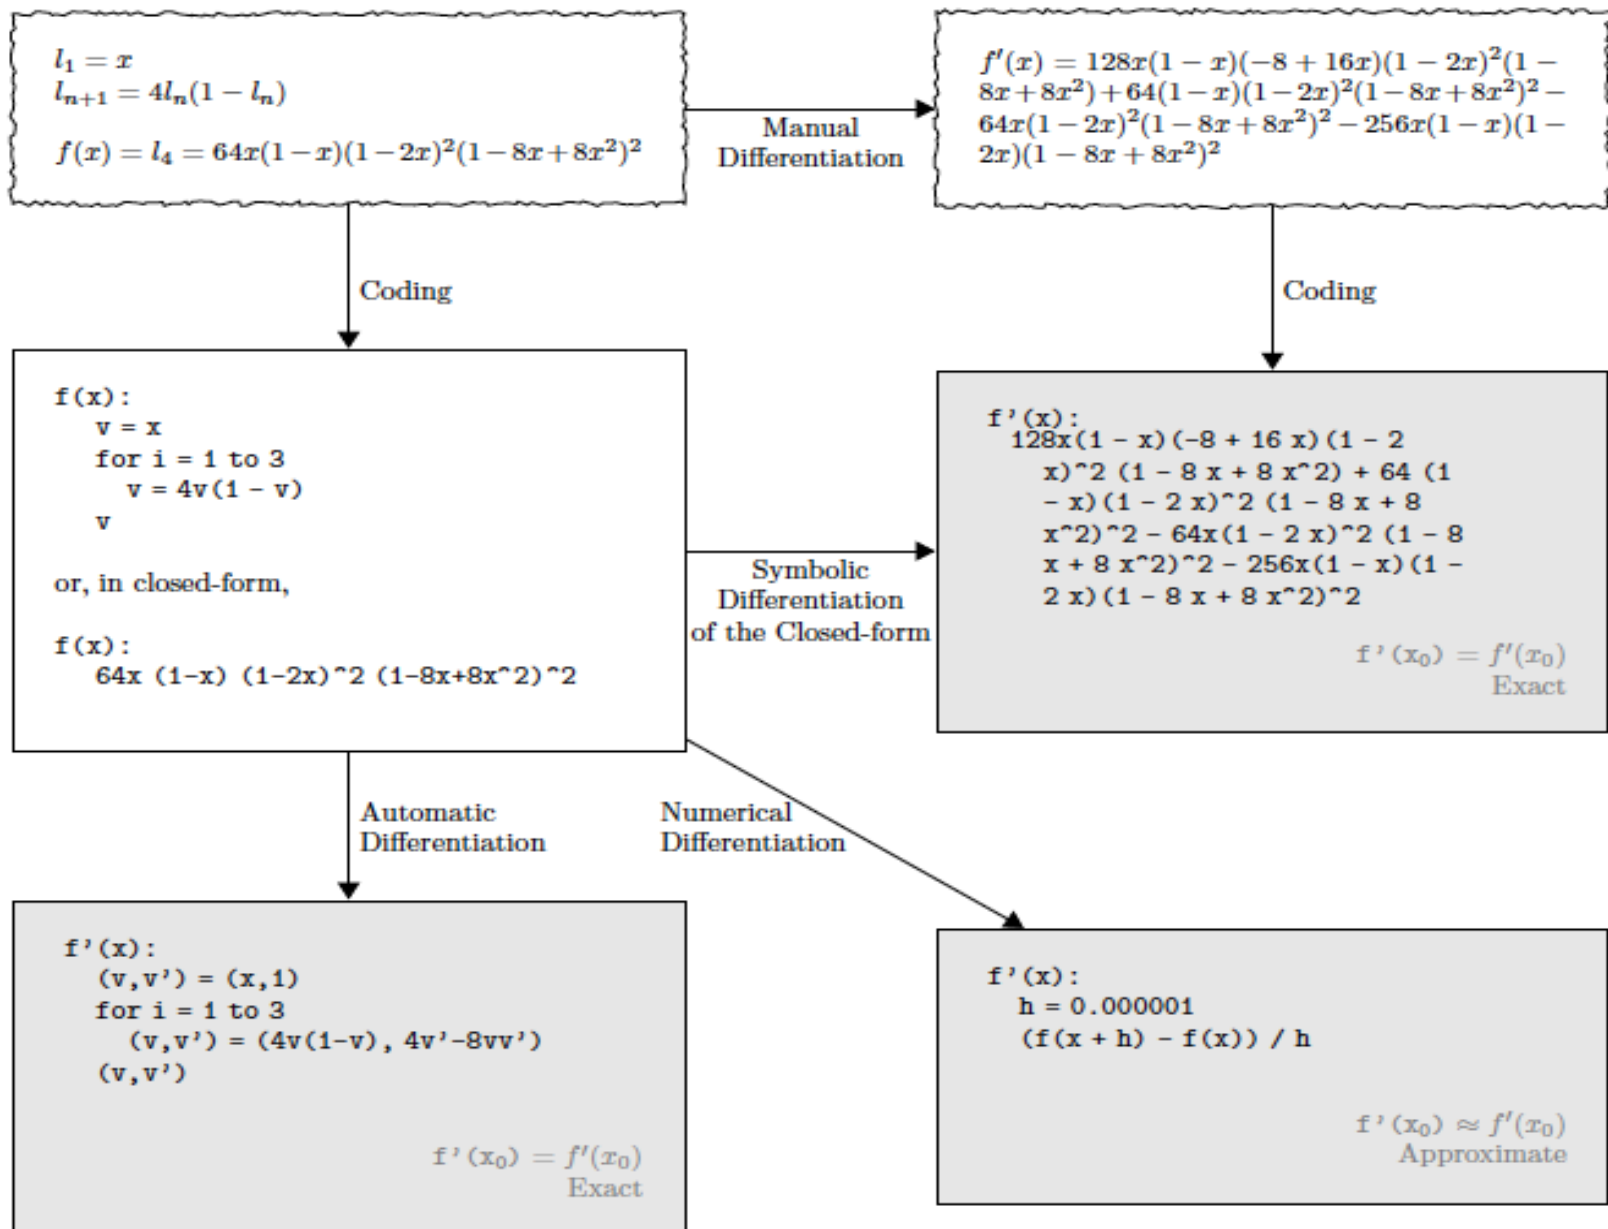 l₁ = x
lₙ₊₁ = 4lₙ(1 − lₙ)
f(x) = l₄ = 64x(1−x)(1−2x)²(1−8x+8x²)²
Manual
Differentiation
f′(x) = 128x(1 − x)(−8 + 16x)(1 − 2x)²(1 −
8x+8x²)+64(1−x)(1−2x)²(1−8x+8x²)²−
64x(1−2x)²(1−8x+8x²)²−256x(1−x)(1−
2x)(1 − 8x + 8x²)²
Coding
Coding
f(x):
v = x
for i = 1 to 3
v = 4v(1 - v)
v
or, in closed-form,
f(x):
64x (1-x) (1-2x)^2 (1-8x+8x^2)^2
Symbolic
Differentiation
of the Closed-form
f'(x):
128x(1 - x)(-8 + 16 x)(1 - 2
x)^2 (1 - 8 x + 8 x^2) + 64 (1
- x)(1 - 2 x)^2 (1 - 8 x + 8
x^2)^2 - 64x(1 - 2 x)^2 (1 - 8
x + 8 x^2)^2 - 256x(1 - x)(1 -
2 x)(1 - 8 x + 8 x^2)^2
f'(x₀) = f′(x₀)
Exact
Automatic
Differentiation
Numerical
Differentiation
f'(x):
(v,v') = (x,1)
for i = 1 to 3
(v,v') = (4v(1-v), 4v'-8vv')
(v,v')
f'(x₀) = f′(x₀)
Exact
f'(x):
h = 0.000001
(f(x + h) - f(x)) / h
f'(x₀) ≈ f′(x₀)
Approximate